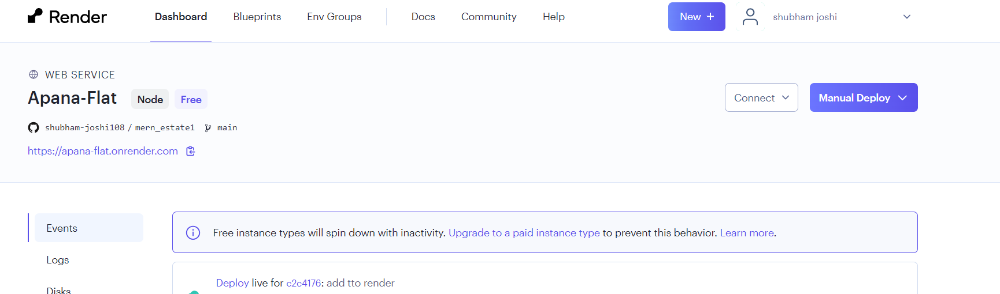 Render Dashboard Blueprints Env Groups Docs Community Help New + shubham joshi
WEB SERVICE
Apana-Flat Node Free Connect Manual Deploy
shubham-joshi108 / mern_estate1 main
https://apana-flat.onrender.com
Events
Free instance types will spin down with inactivity. Upgrade to a paid instance type to prevent this behavior. Learn more.
Logs
Deploy live for c2c4176: add tto render
Disks